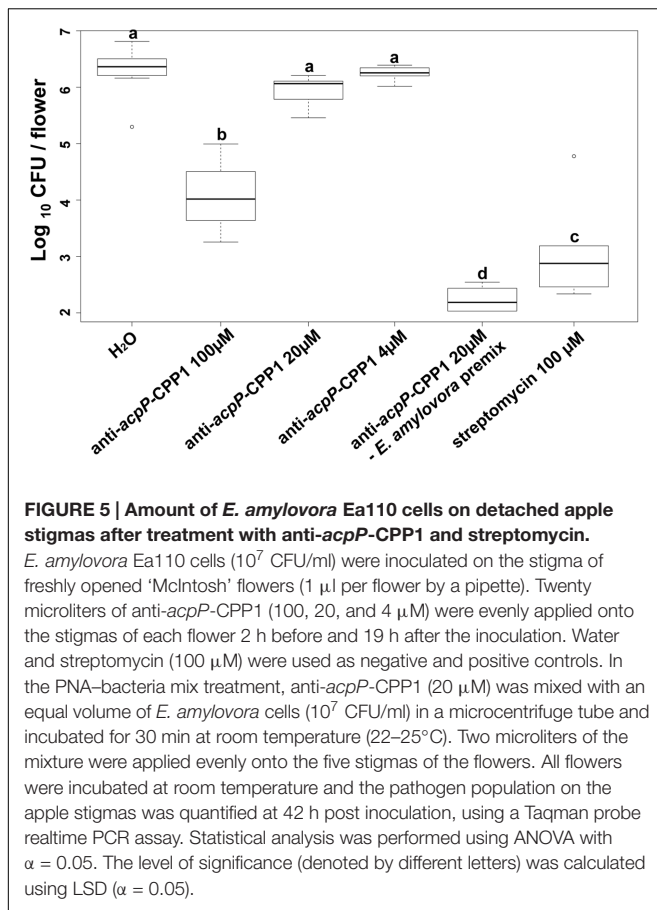 7
6
5
4
3
2
Log 10 CFU / flower
a
b
a
a
d
c
H₂O
anti-acpP-CPP1 100µM
anti-acpP-CPP1 20µM
anti-acpP-CPP1 4µM
anti-acpP-CPP1 20µM
- E. amylovora premix
streptomycin 100 µM
FIGURE 5 | Amount of E. amylovora Ea110 cells on detached apple
stigmas after treatment with anti-acpP-CPP1 and streptomycin.
E. amylovora Ea110 cells (10⁷ CFU/ml) were inoculated on the stigma of
freshly opened ‘McIntosh’ flowers (1 µl per flower by a pipette). Twenty
microliters of anti-acpP-CPP1 (100, 20, and 4 µM) were evenly applied onto
the stigmas of each flower 2 h before and 19 h after the inoculation. Water
and streptomycin (100 µM) were used as negative and positive controls. In
the PNA–bacteria mix treatment, anti-acpP-CPP1 (20 µM) was mixed with an
equal volume of E. amylovora cells (10⁷ CFU/ml) in a microcentrifuge tube and
incubated for 30 min at room temperature (22–25°C). Two microliters of the
mixture were applied evenly onto the five stigmas of the flowers. All flowers
were incubated at room temperature and the pathogen population on the
apple stigmas was quantified at 42 h post inoculation, using a Taqman probe
realtime PCR assay. Statistical analysis was performed using ANOVA with
α = 0.05. The level of significance (denoted by different letters) was calculated
using LSD (α = 0.05).